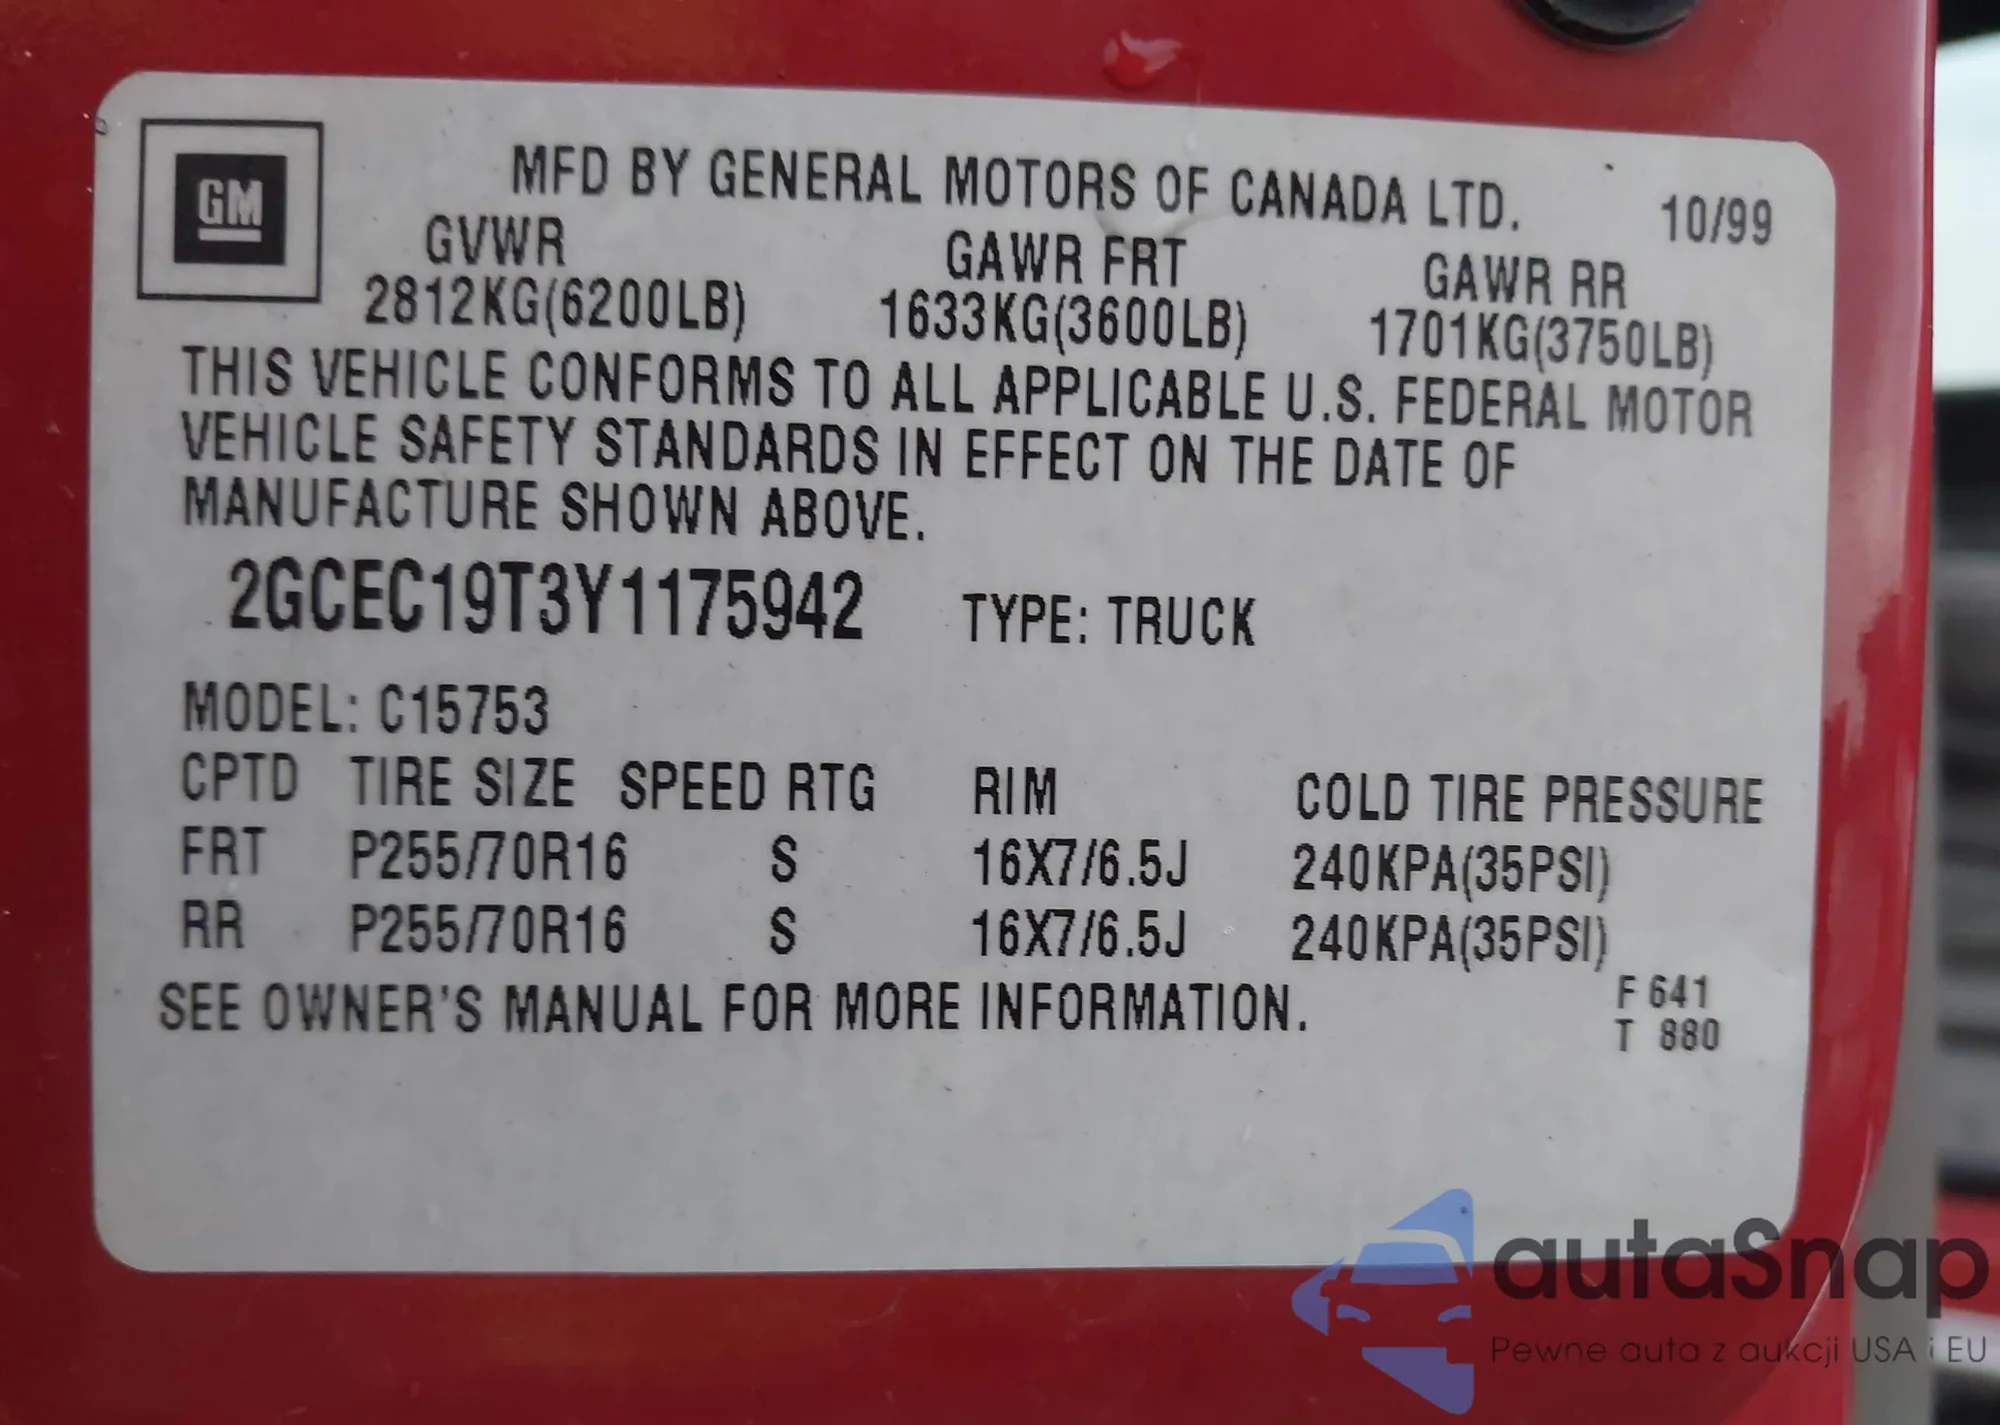 GM
MFD BY GENERAL MOTORS OF CANADA LTD. 10/99
GVWR GAWR FRT GAWR RR
2812KG(6200LB) 1633KG(3600LB) 1701KG(3750LB)
THIS VEHICLE CONFORMS TO ALL APPLICABLE U.S. FEDERAL MOTOR
VEHICLE SAFETY STANDARDS IN EFFECT ON THE DATE OF
MANUFACTURE SHOWN ABOVE.
2GCEC19T3Y1175942 TYPE: TRUCK
MODEL: C15753
CPTD TIRE SIZE SPEED RTG RIM COLD TIRE PRESSURE
FRT P255/70R16 S 16X7/6.5J 240KPA(35PSI)
RR P255/70R16 S 16X7/6.5J 240KPA(35PSI)
SEE OWNER'S MANUAL FOR MORE INFORMATION.
F 641
T 880
autaSnap
Pewne auta z aukcji USA i EU